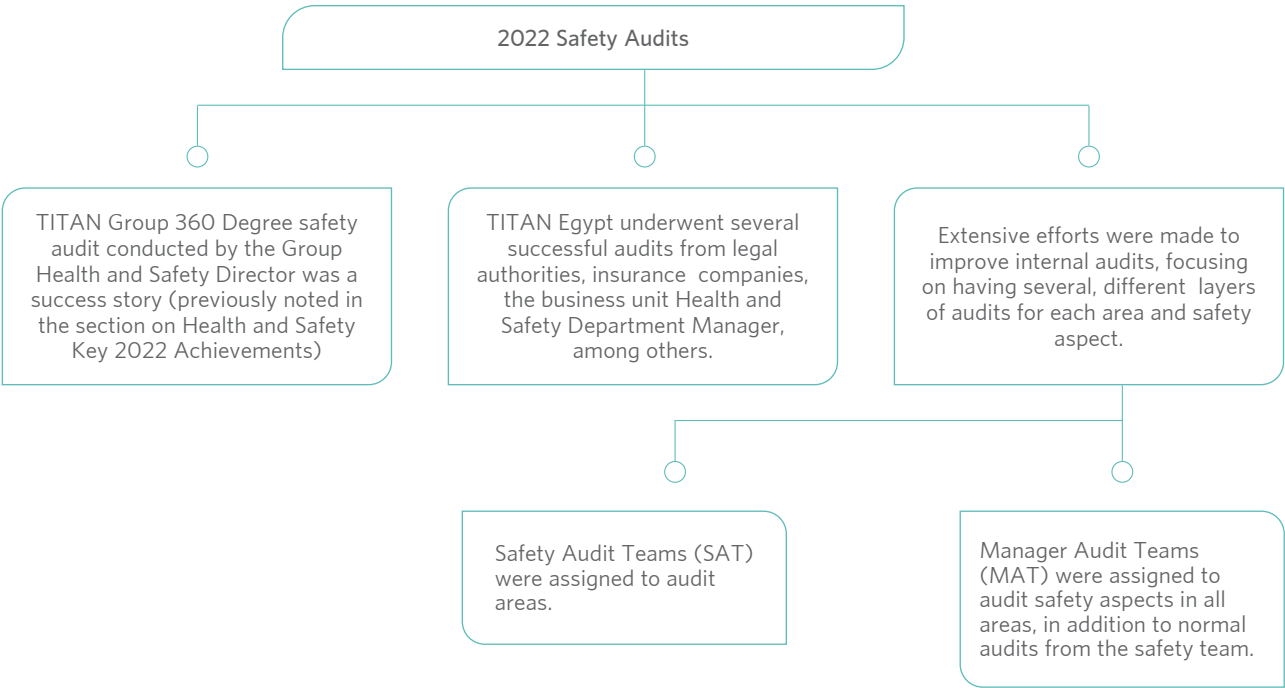 2022 Safety Audits
TITAN Group 360 Degree safety
audit conducted by the Group
Health and Safety Director was a
success story (previously noted in
the section on Health and Safety
Key 2022 Achievements)
TITAN Egypt underwent several
successful audits from legal
authorities, insurance companies,
the business unit Health and
Safety Department Manager,
among others.
Extensive efforts were made to
improve internal audits, focusing
on having several, different layers
of audits for each area and safety
aspect.
Safety Audit Teams (SAT)
were assigned to audit
areas.
Manager Audit Teams
(MAT) were assigned to
audit safety aspects in all
areas, in addition to normal
audits from the safety team.